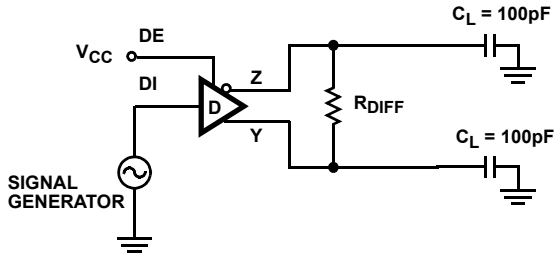 C_L = 100pF
DE
V_CC
DI
Z
D
R_DIFF
Y
C_L = 100pF
SIGNAL
GENERATOR